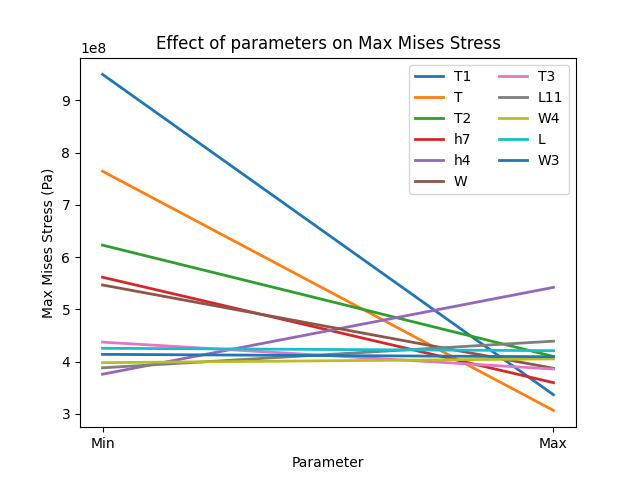 Effect of parameters on Max Mises Stress
1e8
Max Mises Stress (Pa)
9
8
7
6
5
4
3
T1
T
T2
h7
h4
W
T3
L11
W4
L
W3
Min
Max
Parameter